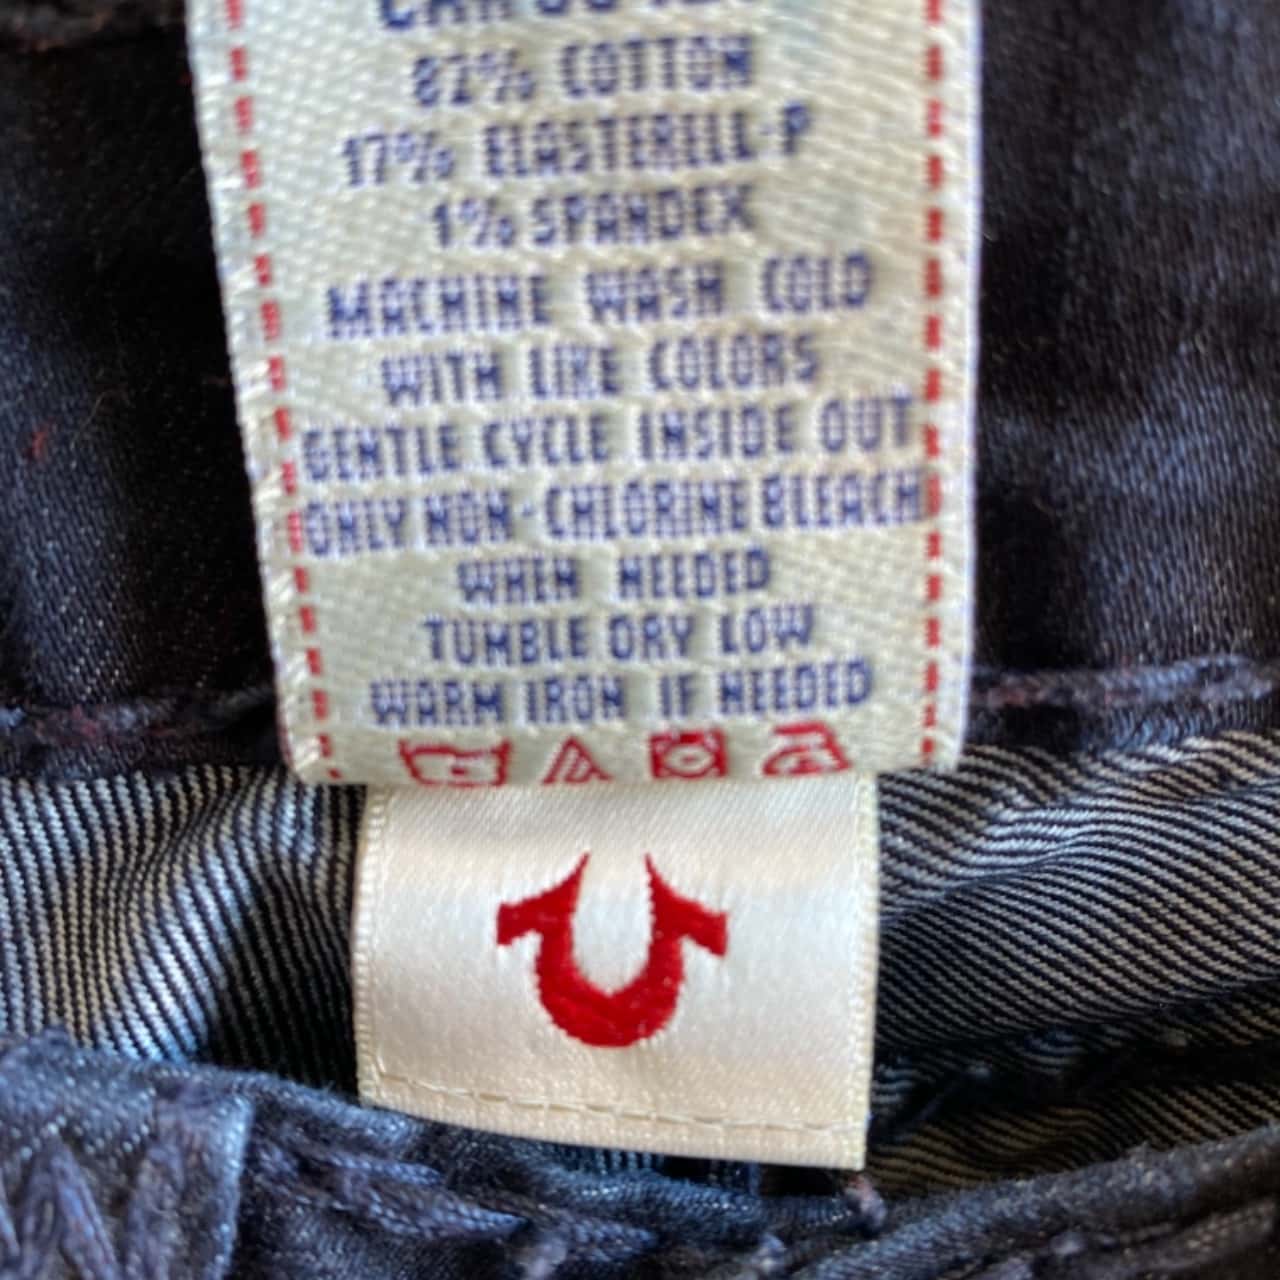 82% COTTON
17% ELASTERELL-P
1% SPANDEX
MACHINE WASH COLD
WITH LIKE COLORS
GENTLE CYCLE INSIDE OUT
ONLY NON-CHLORINE BLEACH
WHEN NEEDED
TUMBLE DRY LOW
WARM IRON IF NEEDED